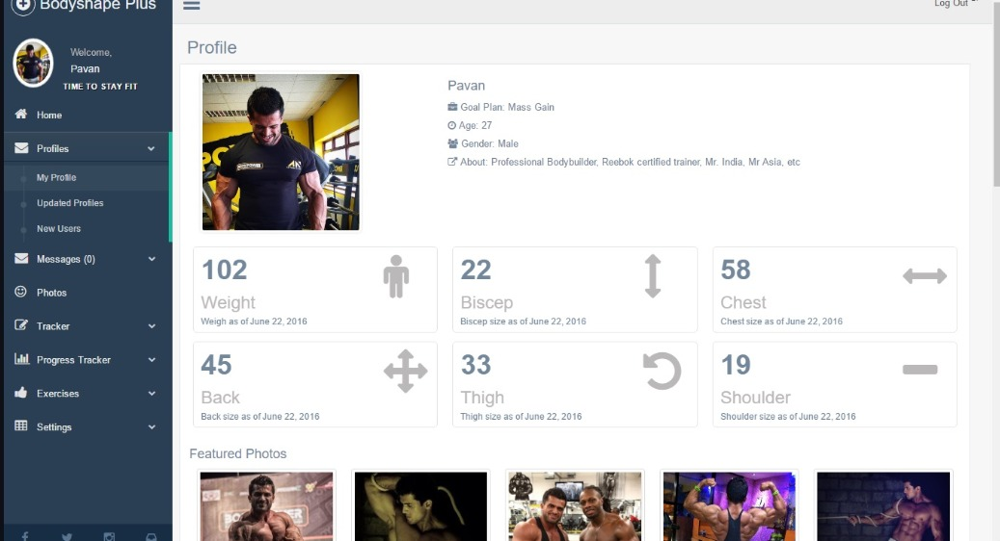 Bodyshape Plus
Log Out
Welcome,
Pavan
TIME TO STAY FIT
Home
Profiles
My Profile
Updated Profiles
New Users
Messages (0)
Photos
Tracker
Progress Tracker
Exercises
Settings
Profile
Pavan
Goal Plan: Mass Gain
Age: 27
Gender: Male
About: Professional Bodybuilder, Reebok certified trainer, Mr. India, Mr Asia, etc
102
Weight
Weigh as of June 22, 2016
22
Biscep
Biscep size as of June 22, 2016
58
Chest
Chest size as of June 22, 2016
45
Back
Back size as of June 22, 2016
33
Thigh
Thigh size as of June 22, 2016
19
Shoulder
Shoulder size as of June 22, 2016
Featured Photos